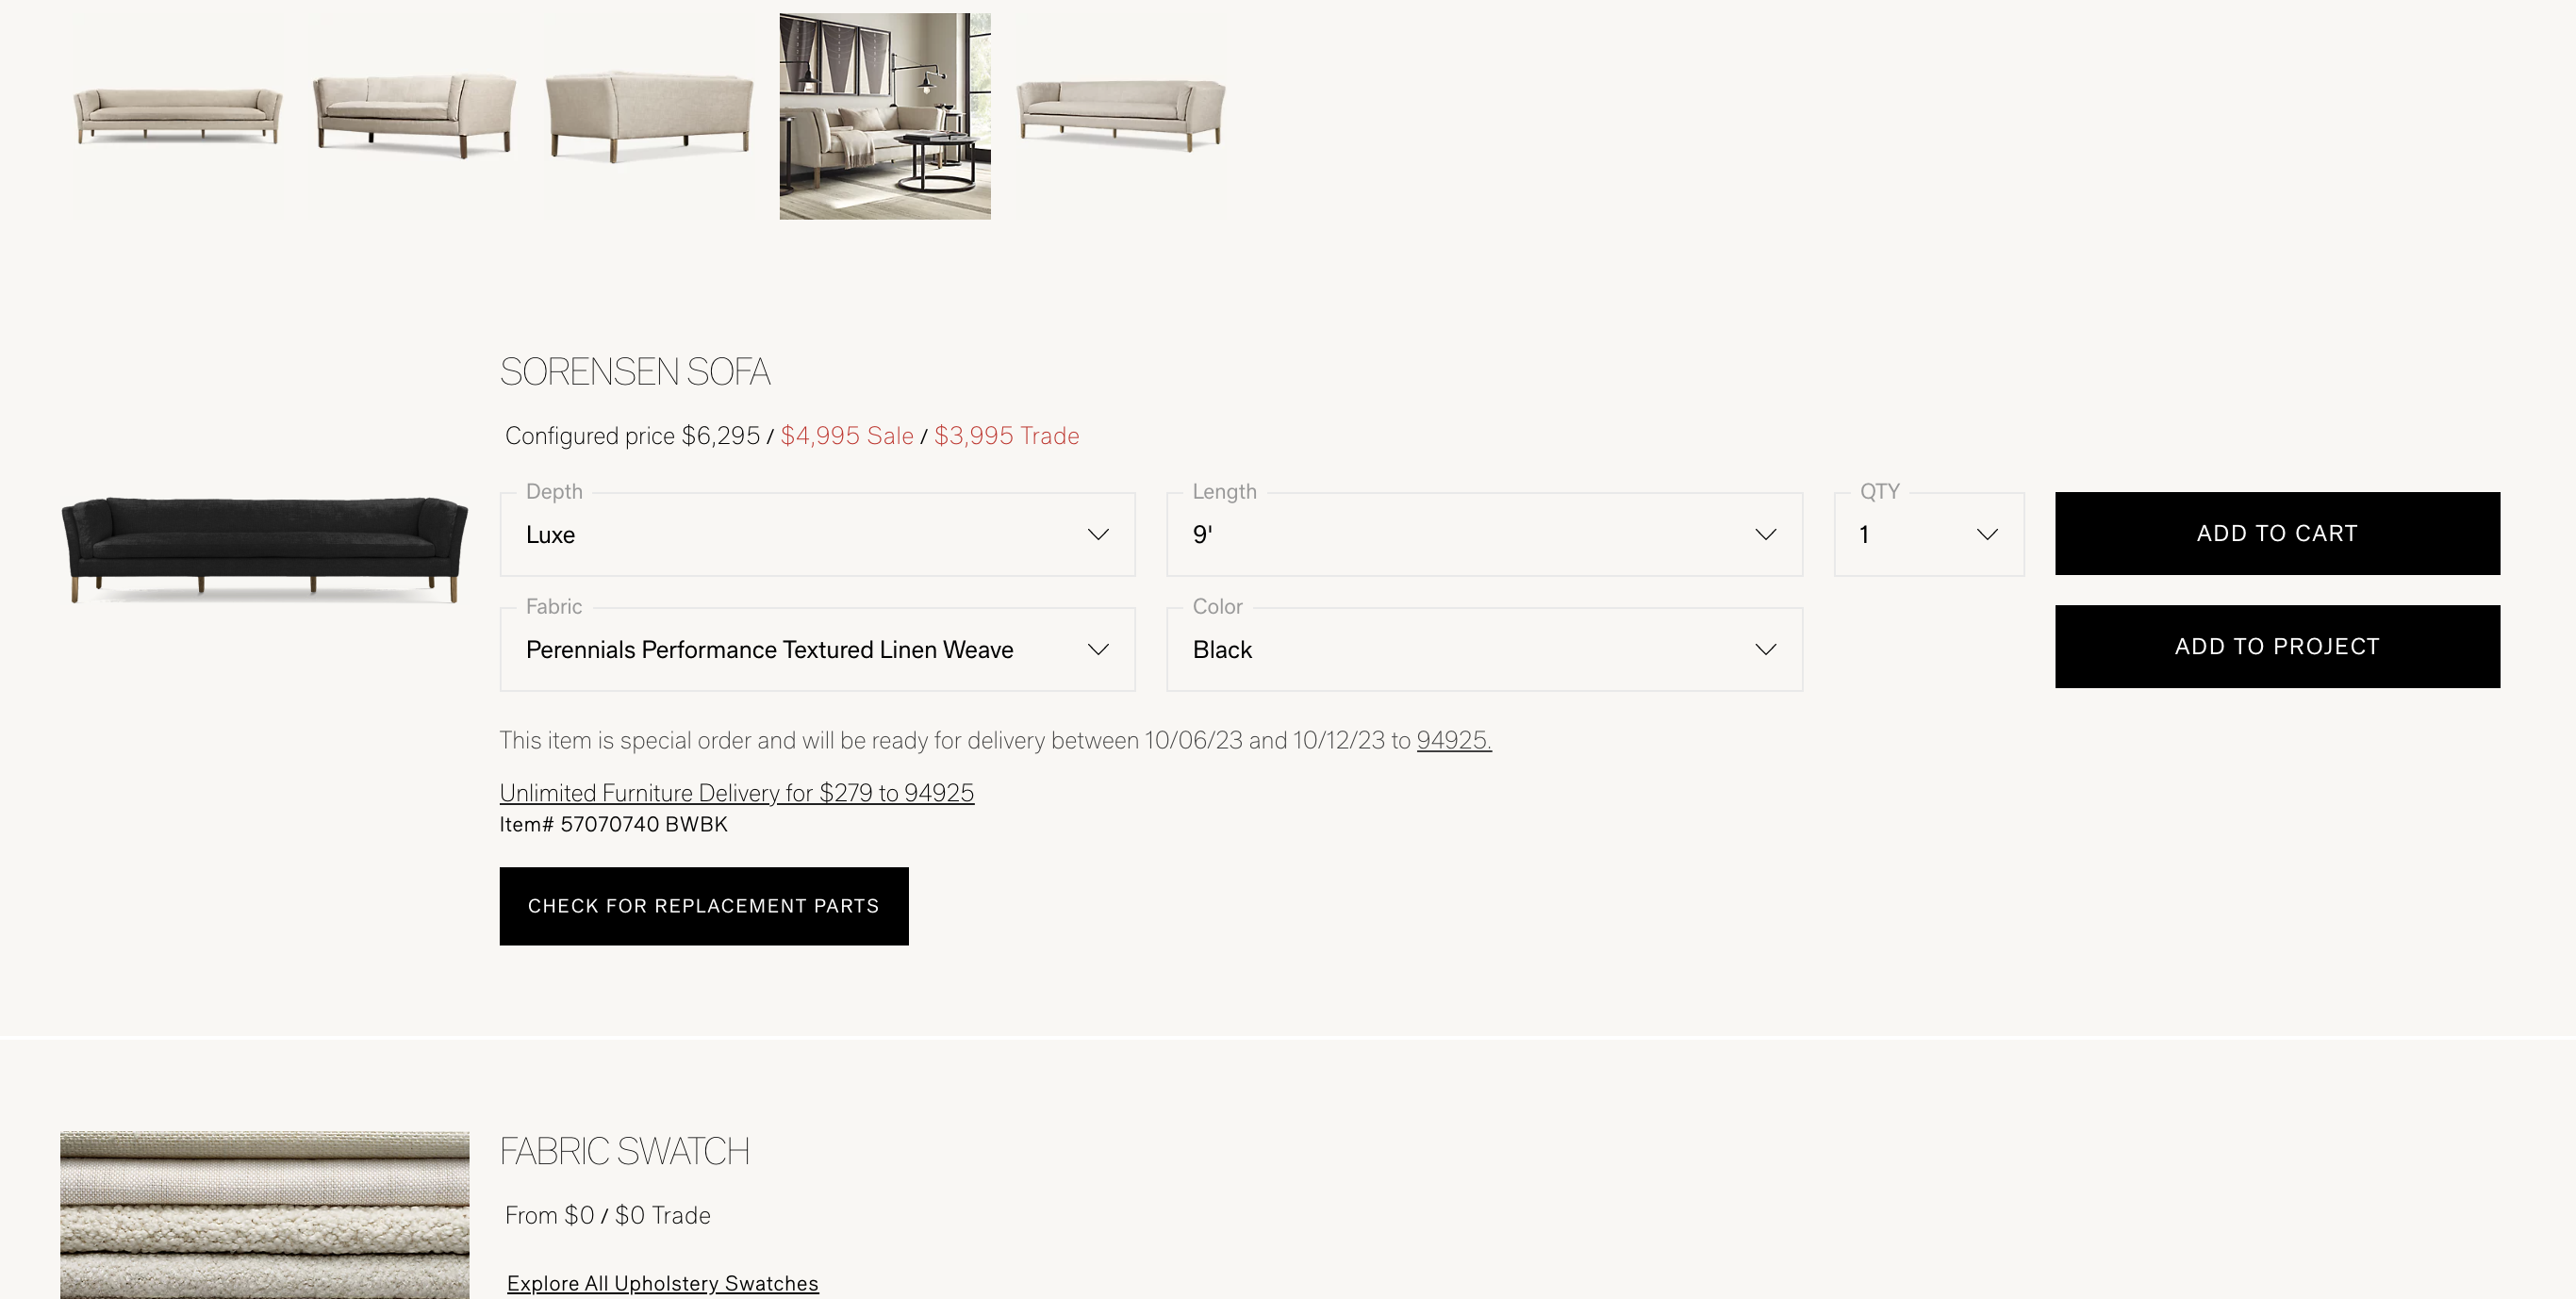 SORENSEN SOFA
Configured price $6,295 / $4,995 Sale / $3,995 Trade
Depth
Luxe
Length
9'
QTY
1
ADD TO CART
Fabric
Perennials Performance Textured Linen Weave
Color
Black
ADD TO PROJECT
This item is special order and will be ready for delivery between 10/06/23 and 10/12/23 to 94925.
Unlimited Furniture Delivery for $279 to 94925
Item# 57070740 BWBK
CHECK FOR REPLACEMENT PARTS
FABRIC SWATCH
From $0 / $0 Trade
Explore All Upholstery Swatches